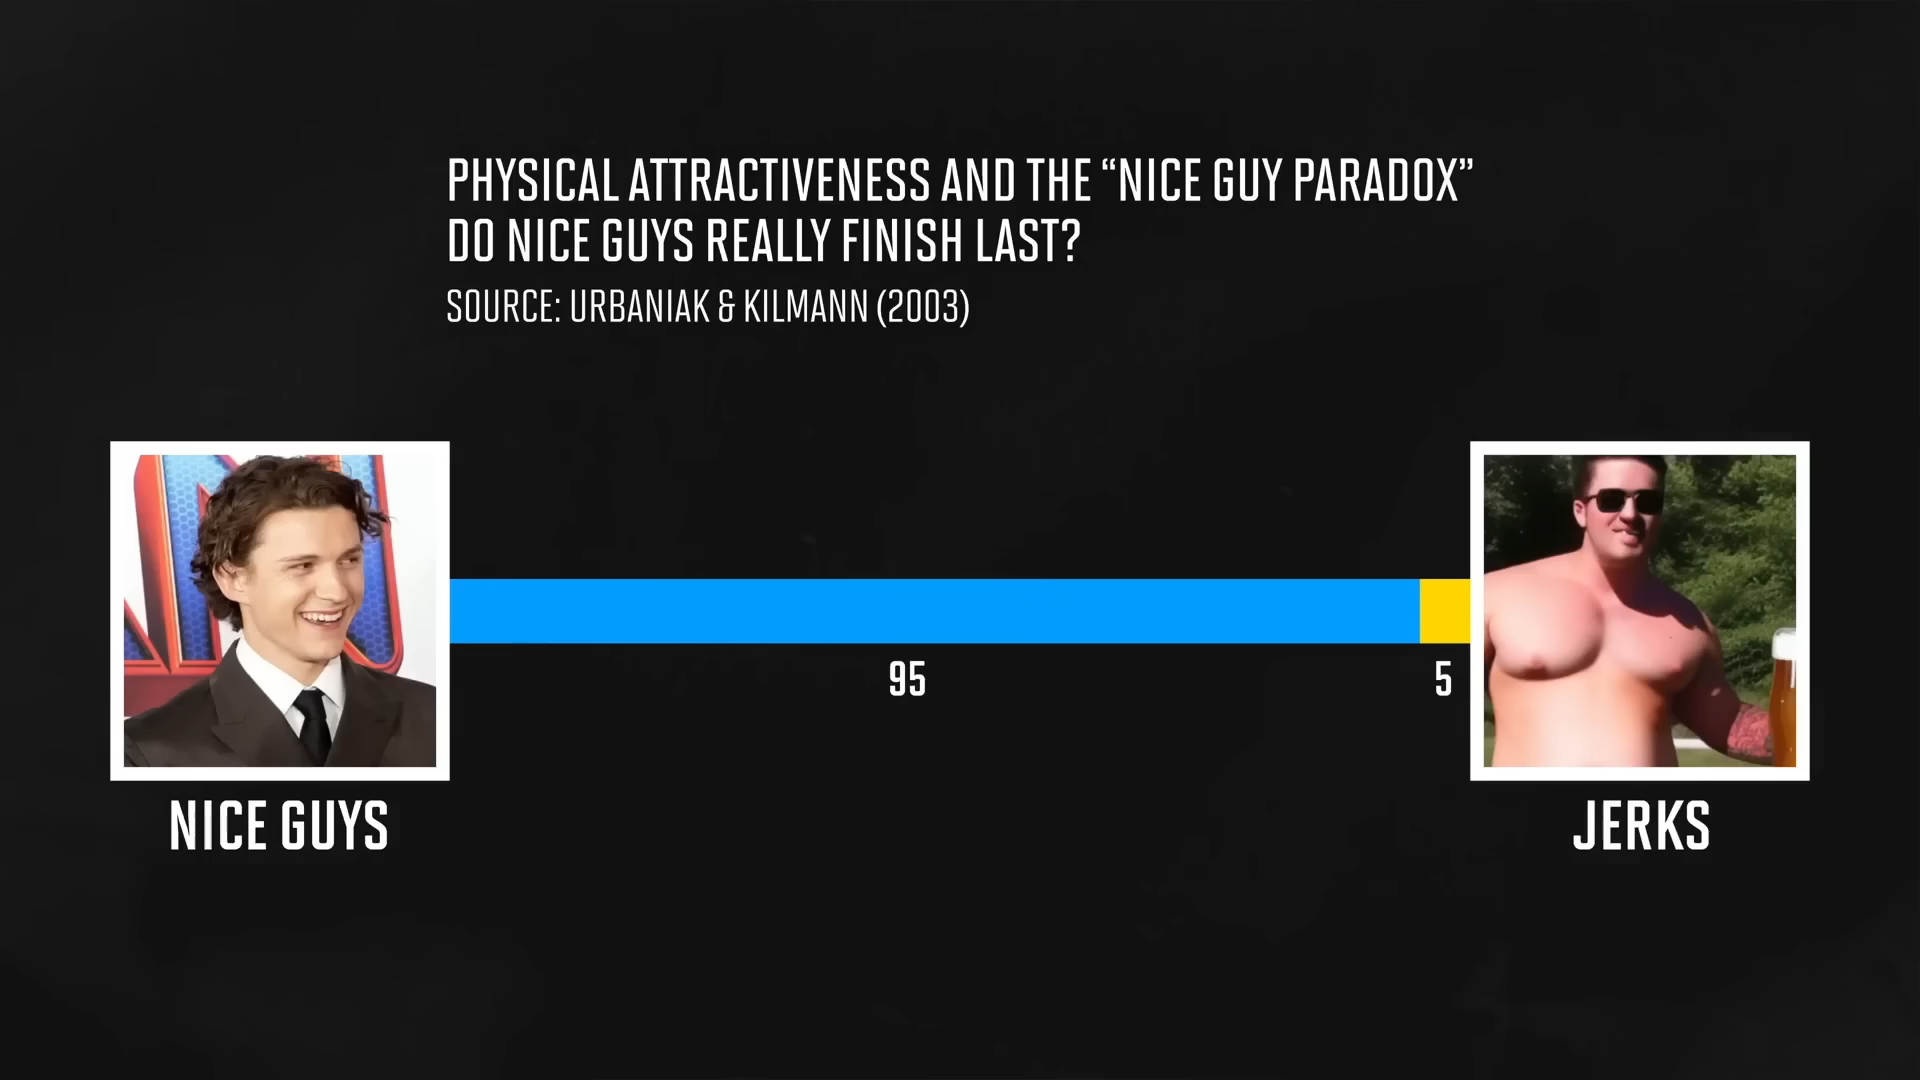 PHYSICAL ATTRACTIVENESS AND THE “NICE GUY PARADOX”
DO NICE GUYS REALLY FINISH LAST?
SOURCE: URBANIAK & KILMANN (2003)
95
5
NICE GUYS
JERKS